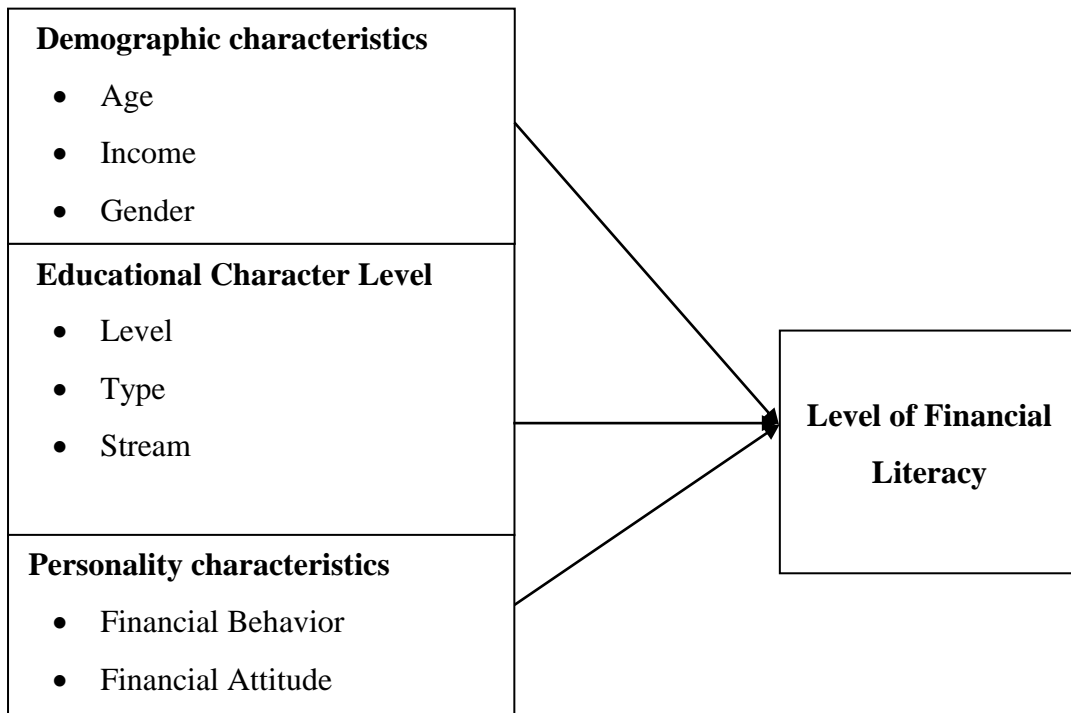 Demographic characteristics
• Age
• Income
• Gender
Educational Character Level
• Level
• Type
• Stream
Personality characteristics
• Financial Behavior
• Financial Attitude
Level of Financial
Literacy